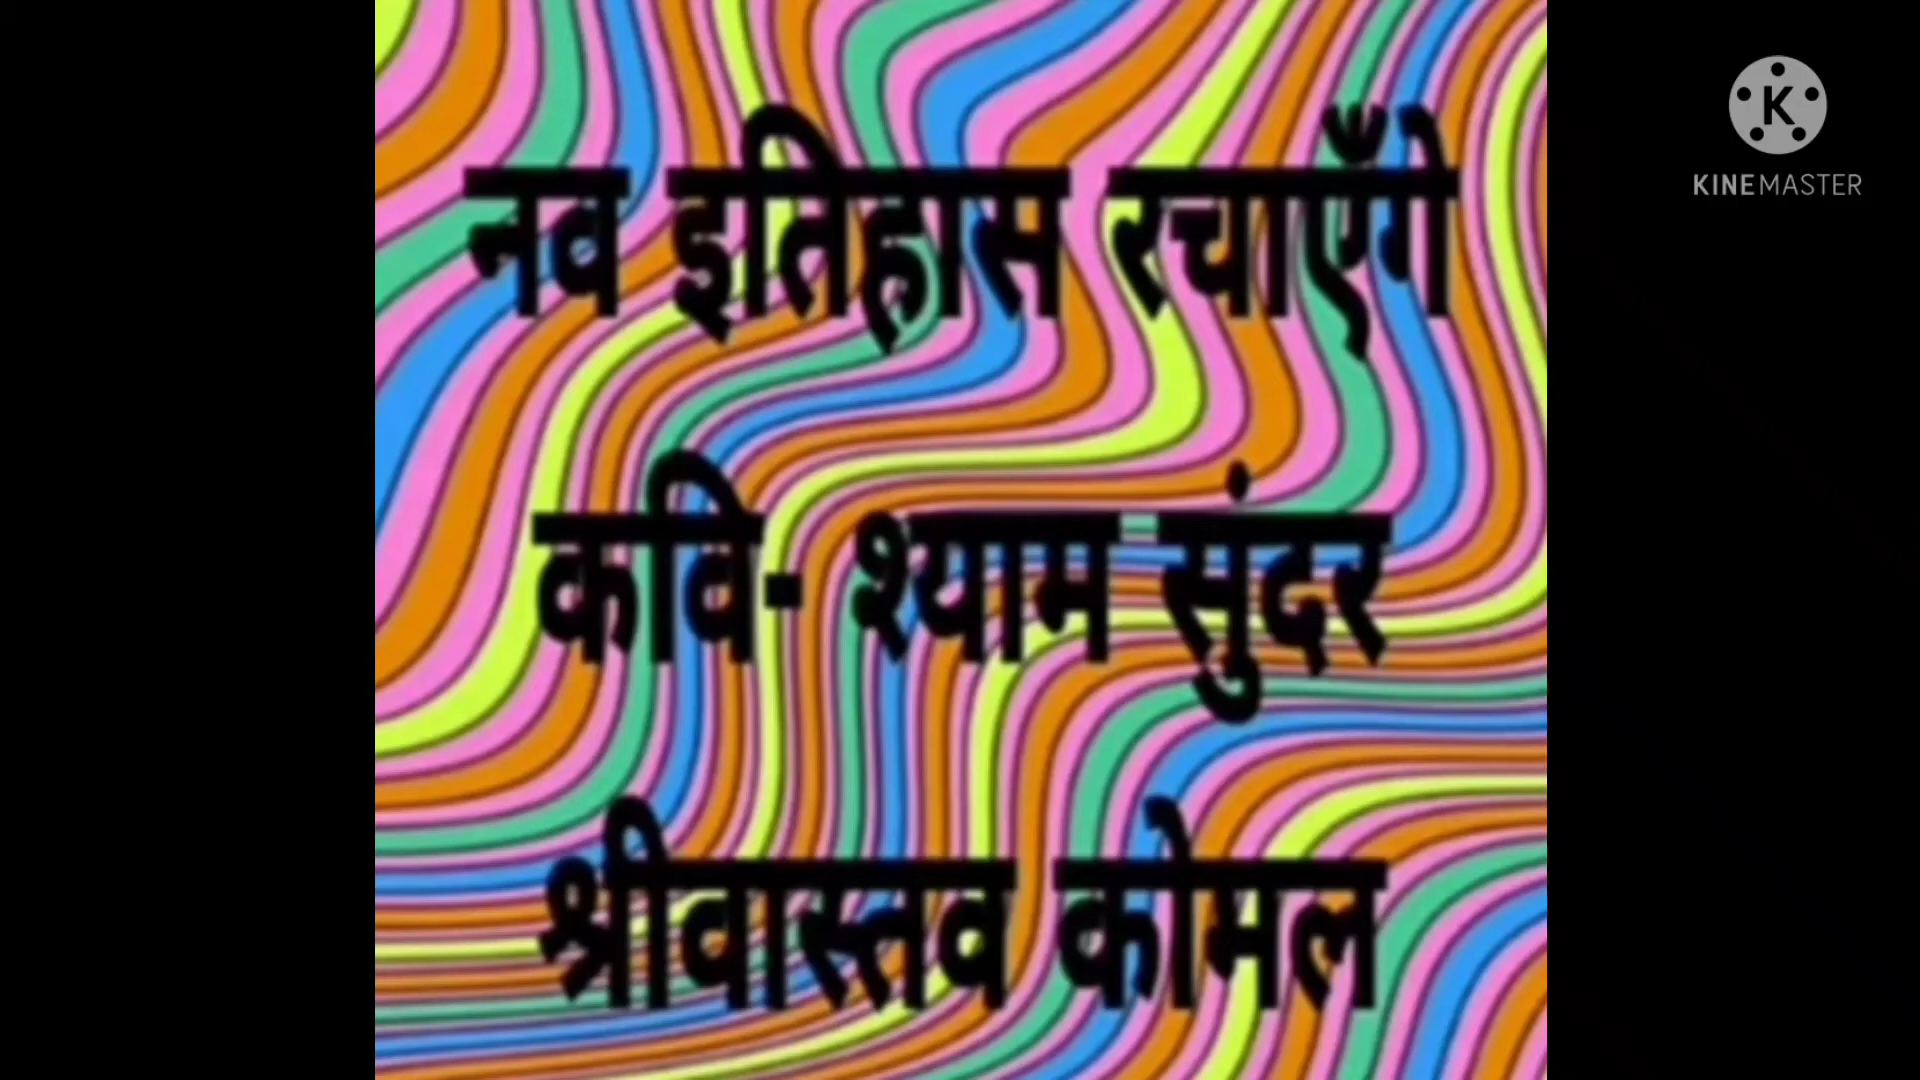 नव इतिहास रचाएँगे
कवि- श्याम सुंदर
श्रीवास्तव कोमल
K
KINEMASTER